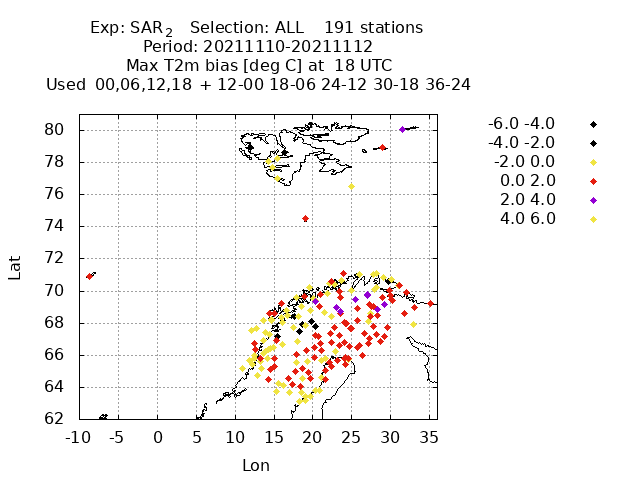 Exp: SAR2   Selection: ALL    191 stations
Period: 20211110-20211112
Max T2m bias [deg C] at  18 UTC
Used  00,06,12,18  + 12-00 18-06 24-12 30-18 36-24
-6.0 -4.0
-4.0 -2.0
-2.0 0.0
0.0 2.0
2.0 4.0
4.0 6.0
Lat
80
78
76
74
72
70
68
66
64
62
-10 -5 0 5 10 15 20 25 30 35
Lon